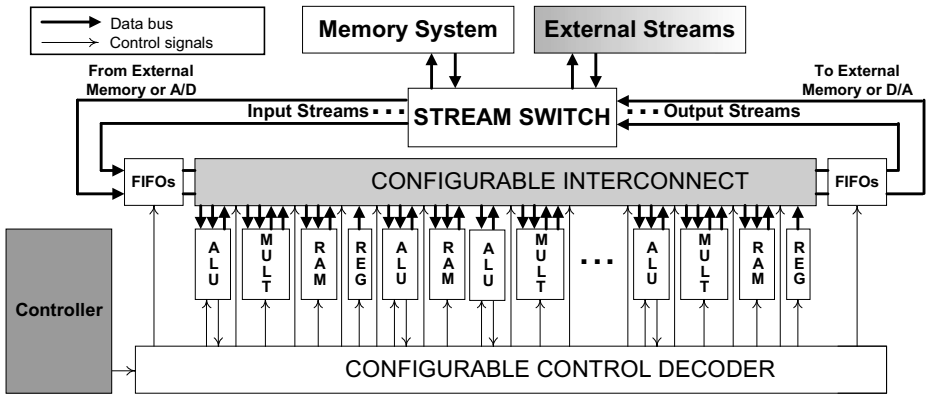 Data bus
Control signals
Memory System
External Streams
From External
Memory or A/D
To External
Memory or D/A
Input Streams ▪▪▪
STREAM SWITCH
▪▪▪ Output Streams
FIFOs
CONFIGURABLE INTERCONNECT
FIFOs
ALU
MULT
RAM
REG
ALU
RAM
ALU
MULT
▪▪▪
ALU
MULT
RAM
REG
Controller
CONFIGURABLE CONTROL DECODER